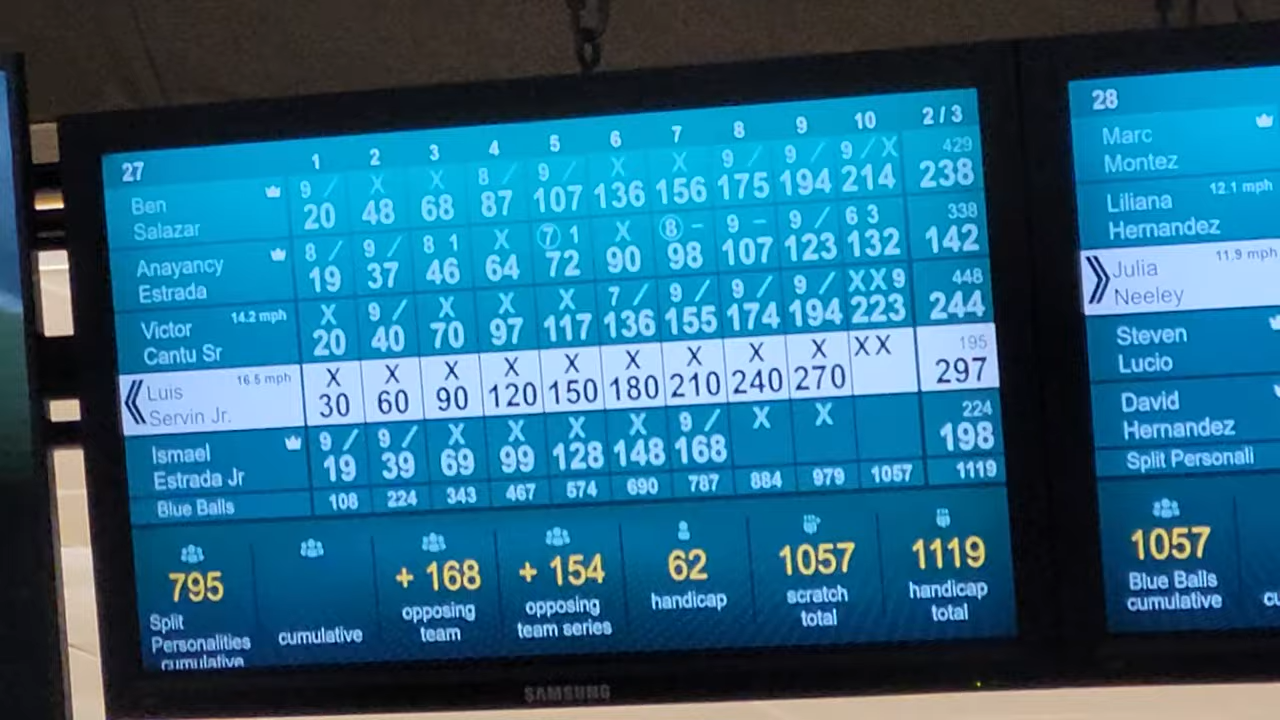 27 1 2 3 4 5 6 7 8 9 10 2/3
9 / X X 8 / 9 / X X 9 / 9 / 9 / X 429
Ben
Salazar
20 48 68 87 107 136 156 175 194 214 238
8 / 9 / 8 1 X 7 1 X 8 - 9 - 9 / 6 3 338
Anayancy
Estrada
19 37 46 64 72 90 98 107 123 132 142
14.2 mph X 9 / X X X 7 / 9 / 9 / 9 / X X 9 448
Victor
Cantu Sr
20 40 70 97 117 136 155 174 194 223 244
16.5 mph X X X X X X X X X X X 195
Luis
Servin Jr.
30 60 90 120 150 180 210 240 270 297
9 / 9 / X X X X 9 / X X 224
Ismael
Estrada Jr
19 39 69 99 128 148 168 198
Blue Balls 108 224 343 467 574 690 787 884 979 1057 1119
795
Split
Personalities
cumulative
cumulative
+ 168
opposing
team
+ 154
opposing
team series
62
handicap
1057
scratch
total
1119
handicap
total
SAMSUNG
28
Marc
Montez
12.1 mph
Liliana
Hernandez
11.9 mph
Julia
Neeley
Steven
Lucio
David
Hernandez
Split Personali
1057
Blue Balls
cumulative
cu